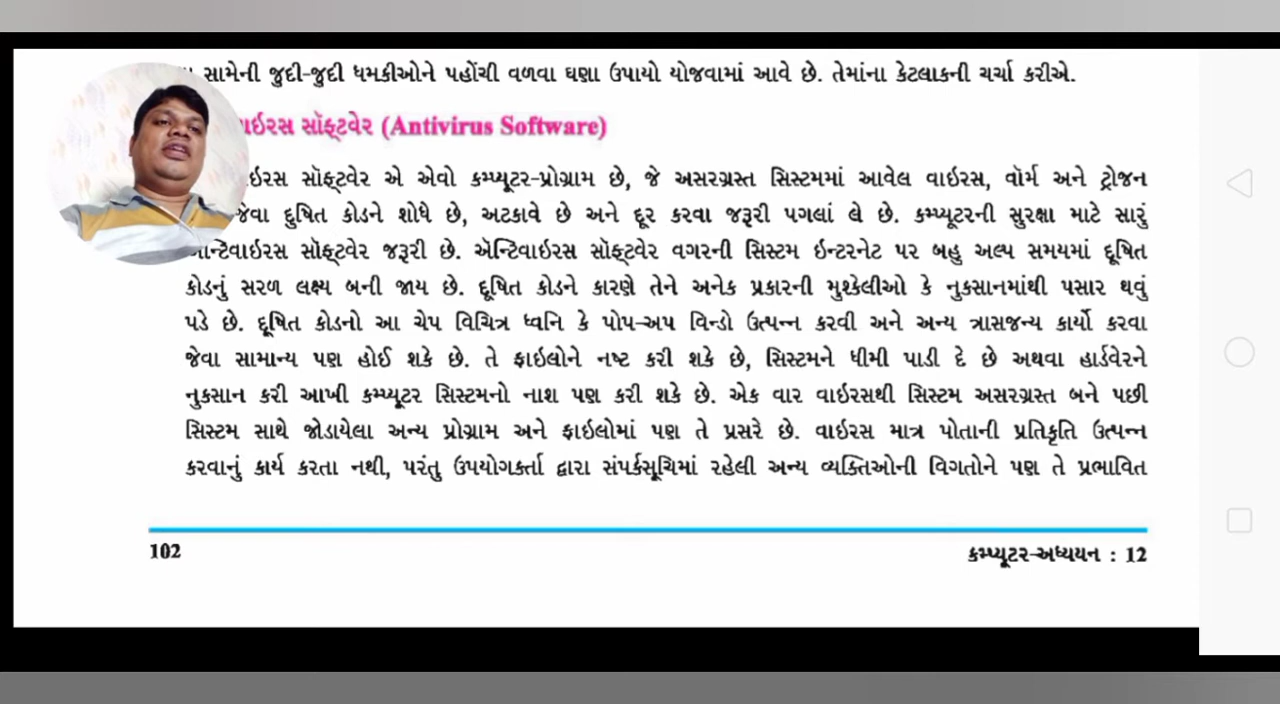 સામેની જુદી-જુદી ધમકીઓને પહોંચી વળવા ઘણા ઉપાયો યોજવામાં આવે છે. તેમાંના કેટલાકની ચર્ચા કરીએ.
સૉફ્ટવેર (Antivirus Software)
સૉફ્ટવેર એ એવો કમ્પ્યૂટર-પ્રોગ્રામ છે, જે અસરગ્રસ્ત સિસ્ટમમાં આવેલ વાઇરસ, વૉર્મ અને ટ્રોજન
જેવા દુષિત કોડને શોધે છે, અટકાવે છે અને દૂર કરવા જરૂરી પગલાં લે છે. કમ્પ્યૂટરની સુરક્ષા માટે સારું
ઍન્ટિવાઇરસ સૉફ્ટવેર જરૂરી છે. ઍન્ટિવાઇરસ સૉફ્ટવેર વગરની સિસ્ટમ ઇન્ટરનેટ પર બહુ અલ્પ સમયમાં દૂષિત
કોડનું સરળ લક્ષ્ય બની જાય છે. દૂષિત કોડને કારણે તેને અનેક પ્રકારની મુશ્કેલીઓ કે નુકસાનમાંથી પસાર થવું
પડે છે. દૂષિત કોડનો આ ચેપ વિચિત્ર ધ્વનિ કે પોપ-અપ વિન્ડો ઉત્પન્ન કરવી અને અન્ય ત્રાસજન્ય કાર્યો કરવા
જેવા સામાન્ય પણ હોઈ શકે છે. તે ફાઇલોને નષ્ટ કરી શકે છે, સિસ્ટમને ધીમી પાડી દે છે અથવા હાર્ડવેરને
નુકસાન કરી આખી કમ્પ્યૂટર સિસ્ટમનો નાશ પણ કરી શકે છે. એક વાર વાઇરસથી સિસ્ટમ અસરગ્રસ્ત બને પછી
સિસ્ટમ સાથે જોડાયેલા અન્ય પ્રોગ્રામ અને ફાઇલોમાં પણ તે પ્રસરે છે. વાઇરસ માત્ર પોતાની પ્રતિકૃતિ ઉત્પન્ન
કરવાનું કાર્ય કરતા નથી, પરંતુ ઉપયોગકર્તા દ્વારા સંપર્કસૂચિમાં રહેલી અન્ય વ્યક્તિઓની વિગતોને પણ તે પ્રભાવિત
102
કમ્પ્યૂટર-અધ્યયન : 12